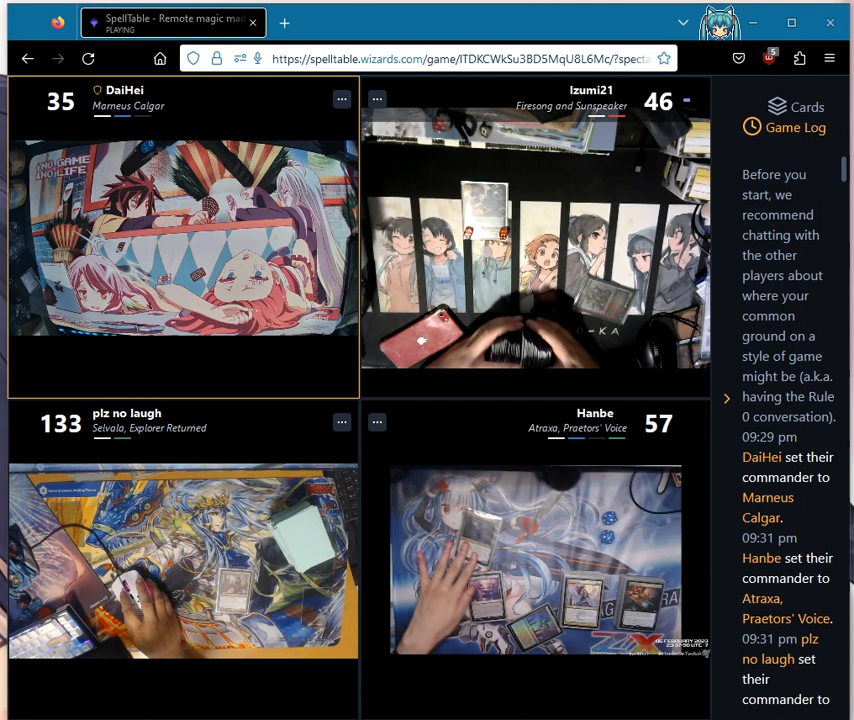 SpellTable - Remote magic mad
PLAYING
5
https://spelltable.wizards.com/game/ITDKCWkSu3BD5MqU8L6Mc/?specta
35
DaiHei
Marneus Calgar
Izumi21
Firesong and Sunspeaker
46
NO GAME
NO LIFE
133
plz no laugh
Selvala, Explorer Returned
Hanbe
Atraxa, Praetors' Voice
57
Z/X
Cards
Game Log
Before you
start, we
recommend
chatting with
the other
players about
where your
common
ground on a
style of game
might be (a.k.a.
having the Rule
0 conversation).
09:29 pm
DaiHei set their
commander to
Marneus
Calgar.
09:31 pm
Hanbe set their
commander to
Atraxa,
Praetors' Voice.
09:31 pm plz
no laugh set
their
commander to